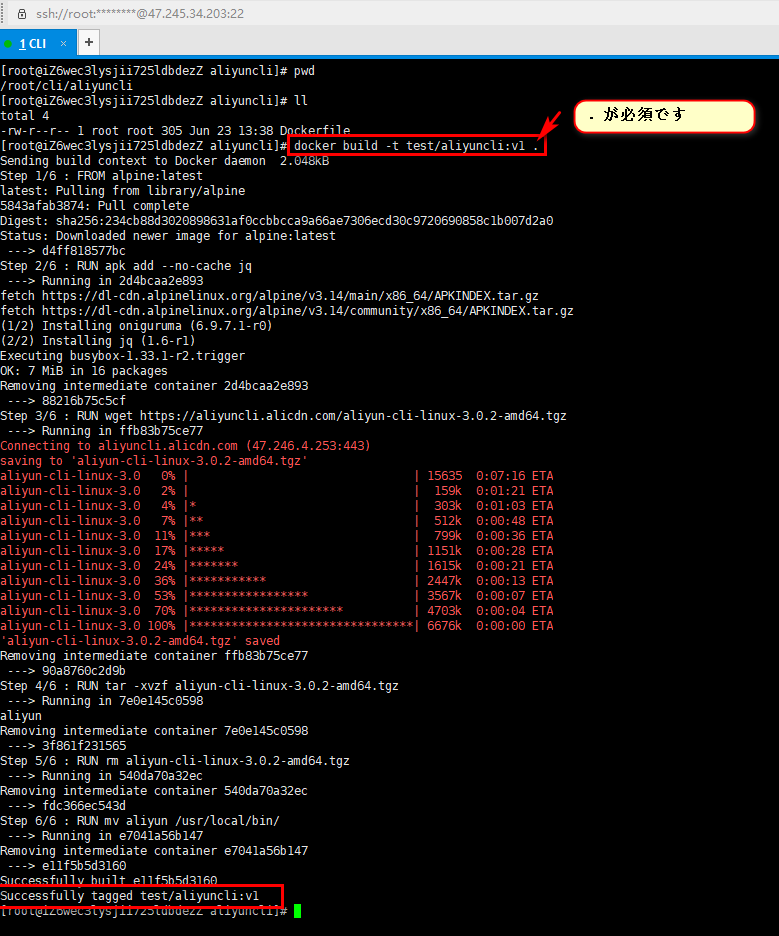 ssh://root:********@47.245.34.203:22
1 CLI × +
[root@iZ6wec3lysjii725ldbdezZ aliyuncli]# pwd
/root/cli/aliyuncli
[root@iZ6wec3lysjii725ldbdezZ aliyuncli]# ll
total 4
-rw-r--r-- 1 root root 305 Jun 23 13:38 Dockerfile
. が必須です
[root@iZ6wec3lysjii725ldbdezZ aliyuncli]# docker build -t test/aliyuncli:v1 .
Sending build context to Docker daemon  2.048kB
Step 1/6 : FROM alpine:latest
latest: Pulling from library/alpine
5843afab3874: Pull complete
Digest: sha256:234cb88d3020898631af0ccbbcca9a66ae7306ecd30c9720690858c1b007d2a0
Status: Downloaded newer image for alpine:latest
 ---> d4ff818577bc
Step 2/6 : RUN apk add --no-cache jq
 ---> Running in 2d4bcaa2e893
fetch https://dl-cdn.alpinelinux.org/alpine/v3.14/main/x86_64/APKINDEX.tar.gz
fetch https://dl-cdn.alpinelinux.org/alpine/v3.14/community/x86_64/APKINDEX.tar.gz
(1/2) Installing oniguruma (6.9.7.1-r0)
(2/2) Installing jq (1.6-r1)
Executing busybox-1.33.1-r2.trigger
OK: 7 MiB in 16 packages
Removing intermediate container 2d4bcaa2e893
 ---> 88216b75c5cf
Step 3/6 : RUN wget https://aliyuncli.alicdn.com/aliyun-cli-linux-3.0.2-amd64.tgz
 ---> Running in ffb83b75ce77
Connecting to aliyuncli.alicdn.com (47.246.4.253:443)
saving to 'aliyun-cli-linux-3.0.2-amd64.tgz'
aliyun-cli-linux-3.0   0% |                                | 15635  0:07:16 ETA
aliyun-cli-linux-3.0   2% |                                |  159k  0:01:21 ETA
aliyun-cli-linux-3.0   4% |*                               |  303k  0:01:03 ETA
aliyun-cli-linux-3.0   7% |**                              |  512k  0:00:48 ETA
aliyun-cli-linux-3.0  11% |***                             |  799k  0:00:36 ETA
aliyun-cli-linux-3.0  17% |*****                           | 1151k  0:00:28 ETA
aliyun-cli-linux-3.0  24% |*******                         | 1615k  0:00:21 ETA
aliyun-cli-linux-3.0  36% |***********                     | 2447k  0:00:13 ETA
aliyun-cli-linux-3.0  53% |*****************               | 3567k  0:00:07 ETA
aliyun-cli-linux-3.0  70% |**********************          | 4703k  0:00:04 ETA
aliyun-cli-linux-3.0 100% |********************************| 6676k  0:00:00 ETA
'aliyun-cli-linux-3.0.2-amd64.tgz' saved
Removing intermediate container ffb83b75ce77
 ---> 90a8760c2d9b
Step 4/6 : RUN tar -xvzf aliyun-cli-linux-3.0.2-amd64.tgz
 ---> Running in 7e0e145c0598
aliyun
Removing intermediate container 7e0e145c0598
 ---> 3f861f231565
Step 5/6 : RUN rm aliyun-cli-linux-3.0.2-amd64.tgz
 ---> Running in 540da70a32ec
Removing intermediate container 540da70a32ec
 ---> fdc366ec543d
Step 6/6 : RUN mv aliyun /usr/local/bin/
 ---> Running in e7041a56b147
Removing intermediate container e7041a56b147
 ---> e11f5b5d3160
Successfully built e11f5b5d3160
Successfully tagged test/aliyuncli:v1
[root@iZ6wec3lysjii725ldbdezZ aliyuncli]#